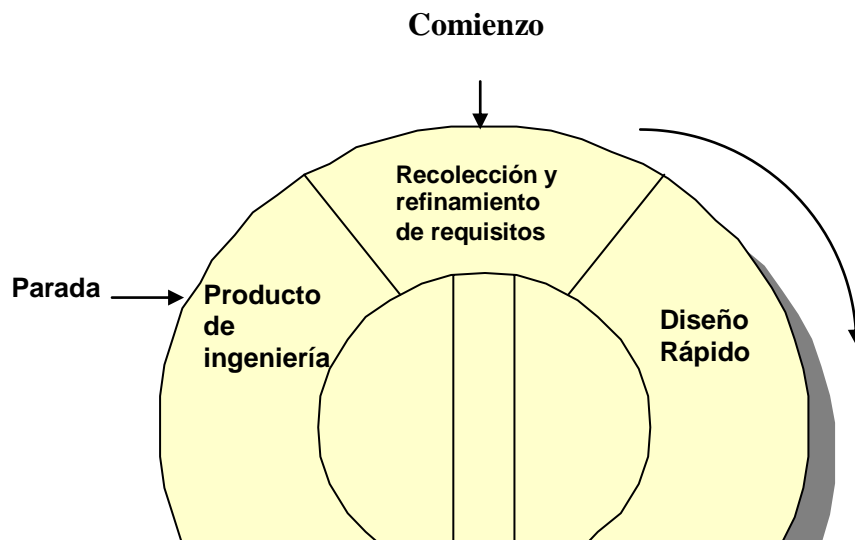 Comienzo
Recolección y
refinamiento
de requisitos
Parada
Producto
de
ingeniería
Diseño
Rápido